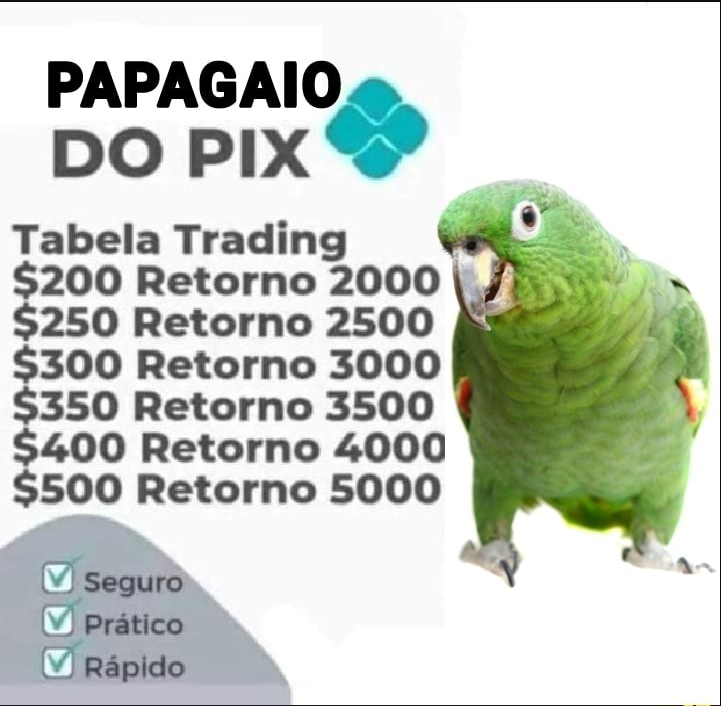 PAPAGAIO
DO PIX
Tabela Trading
$200 Retorno 2000
$250 Retorno 2500
$300 Retorno 3000
$350 Retorno 3500
$400 Retorno 4000
$500 Retorno 5000
Seguro
Prático
Rápido